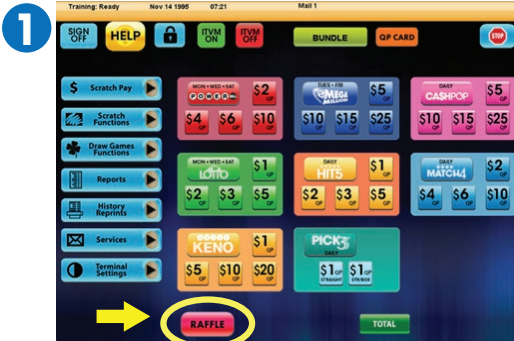 1
Training: Ready Nov 14 1995 07:21 Mail 1
SIGN OFF
HELP
ITVM ON
ITVM OFF
BUNDLE
QP CARD
STOP
$ Scratch Pay
Scratch Functions
Draw Games Functions
Reports
History Reprints
Services
Terminal Settings
MON • WED • SAT
POWERBALL
$2 QP
$4 QP $6 QP $10 QP
TUES • FRI
MEGA MILLIONS
$5 QP
$10 QP $15 QP $25 QP
DAILY
CA$HPOP
$5 QP
$10 QP $15 QP $25 QP
MON • WED • SAT
LOTTO
$1 QP
$2 QP $3 QP $5 QP
DAILY
HIT5
$1 QP
$2 QP $3 QP $5 QP
DAILY
MATCH4
$2 QP
$4 QP $6 QP $10 QP
KENO
$1 QP
$5 QP $10 QP $20 QP
PICK3
DAILY
$1 QP STRAIGHT $1 QP STR/BOX
RAFFLE
TOTAL